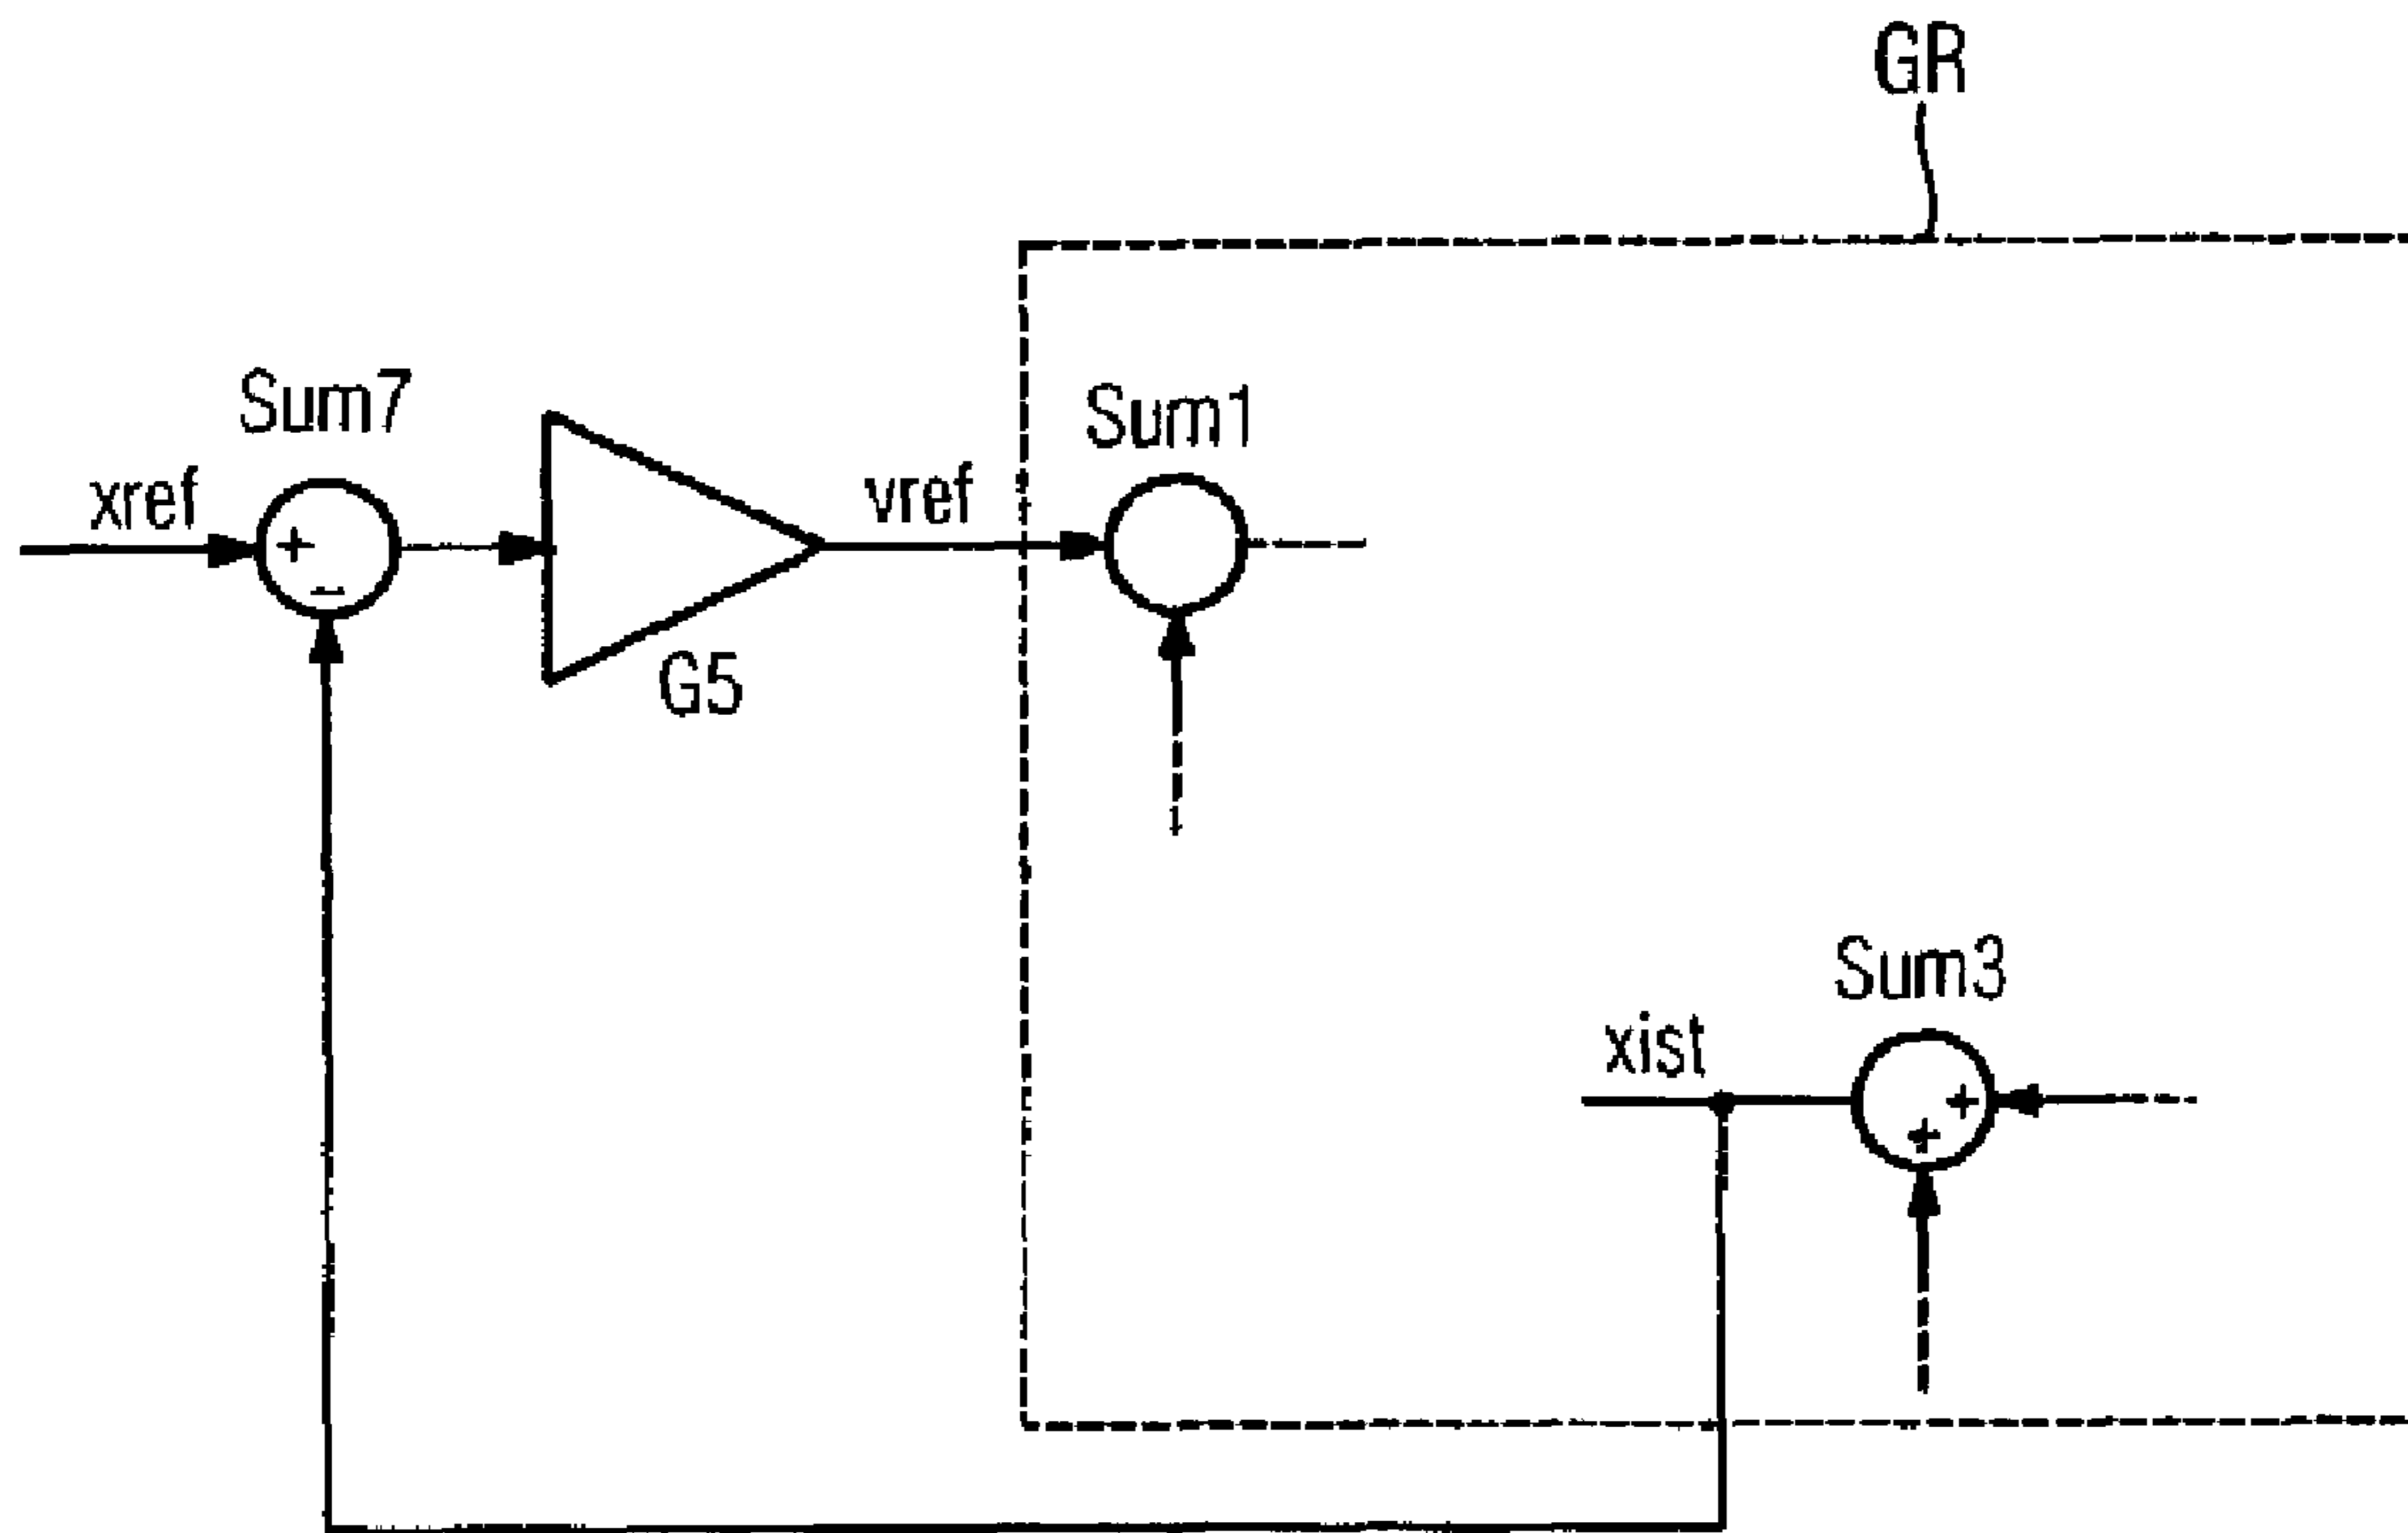 GR
Sum7
Sum1
xref
vref
+
−
G5
Sum3
xist
+
+